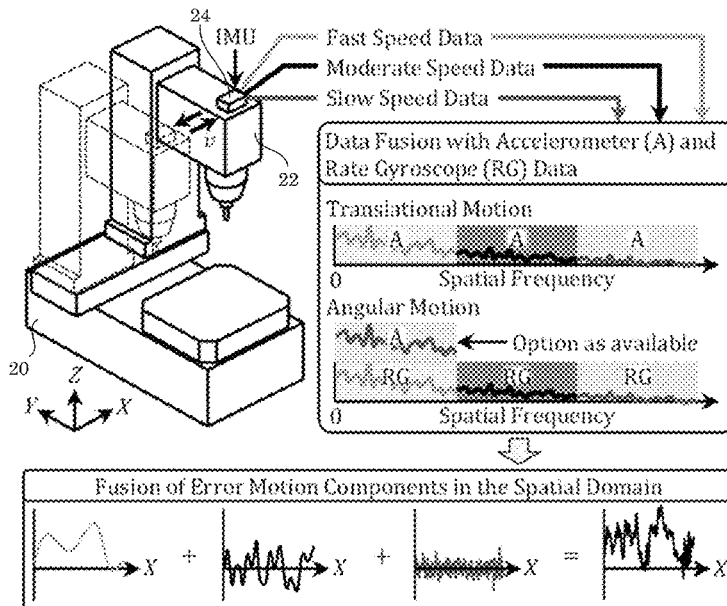 24
IMU
Fast Speed Data
Moderate Speed Data
Slow Speed Data
v
22
Data Fusion with Accelerometer (A) and
Rate Gyroscope (RG) Data
Translational Motion
A A A
0 Spatial Frequency
Angular Motion
A Option as available
RG RG RG
0 Spatial Frequency
20
Z
Y X
Fusion of Error Motion Components in the Spatial Domain
X + X + X = X